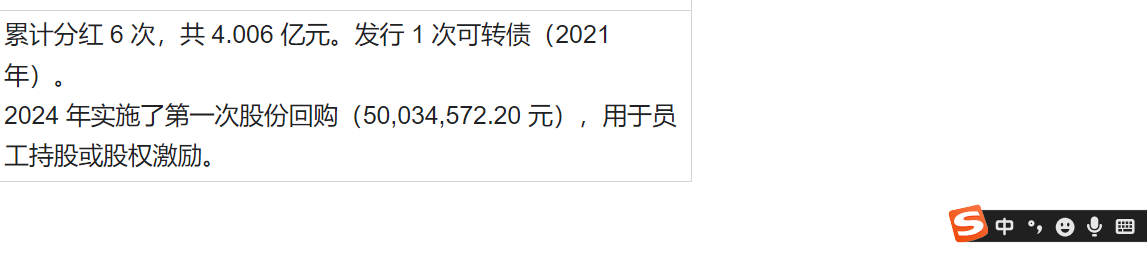 累计分红 6 次，共 4.006 亿元。发行 1 次可转债（2021
年）。
2024 年实施了第一次股份回购（50,034,572.20 元），用于员
工持股或股权激励。
S 中